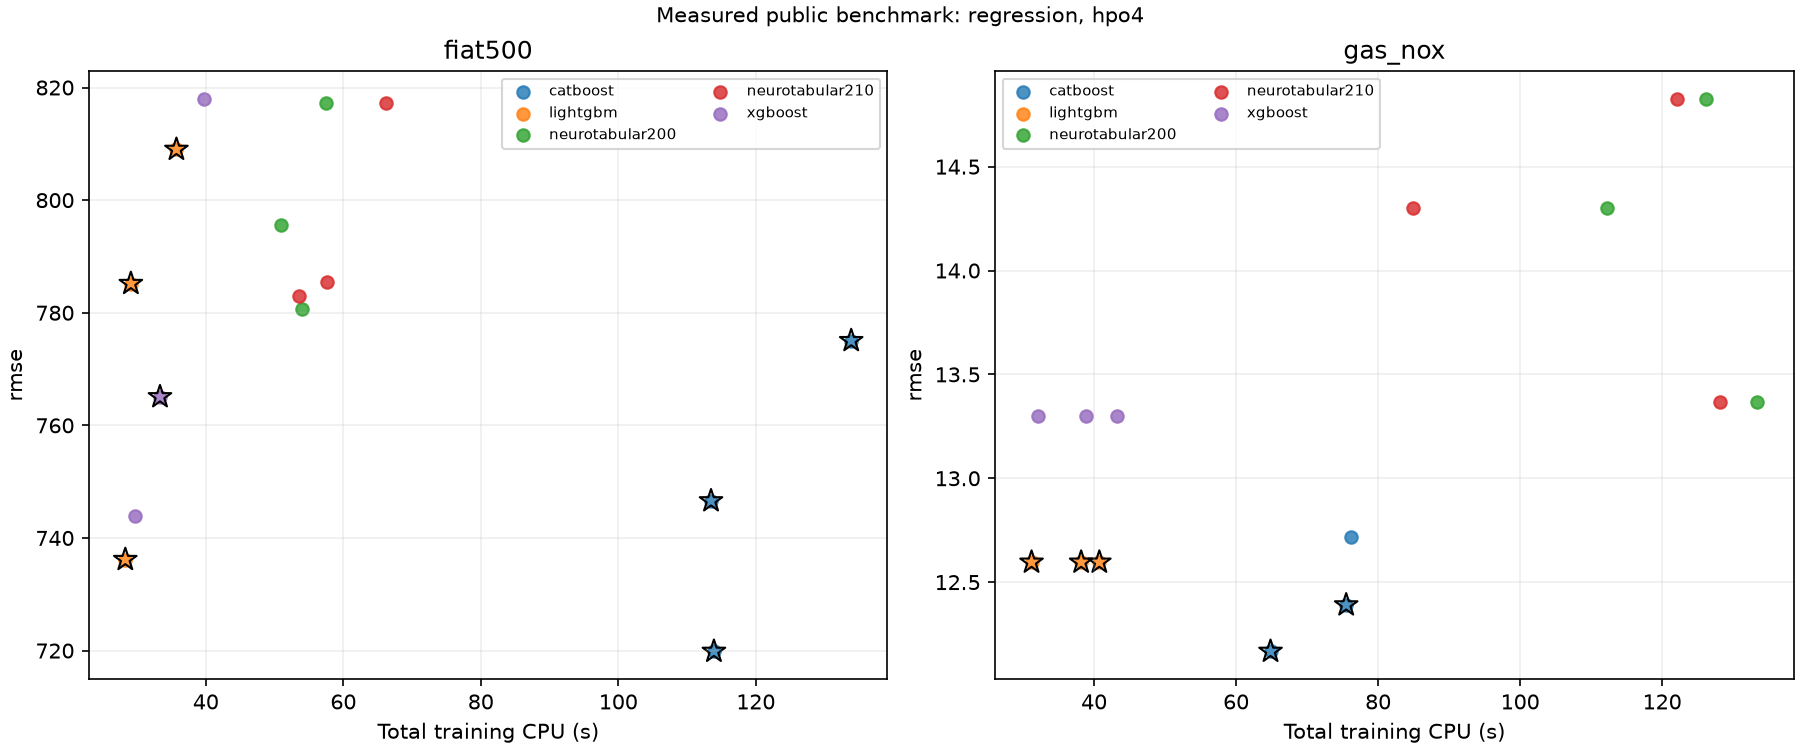 Measured public benchmark: regression, hpo4
fiat500
820
800
780
760
740
720
rmse
40
60
80
100
120
Total training CPU (s)
catboost
lightgbm
neurotabular200
neurotabular210
xgboost
gas_nox
14.5
14.0
13.5
13.0
12.5
rmse
40
60
80
100
120
Total training CPU (s)
catboost
lightgbm
neurotabular200
neurotabular210
xgboost